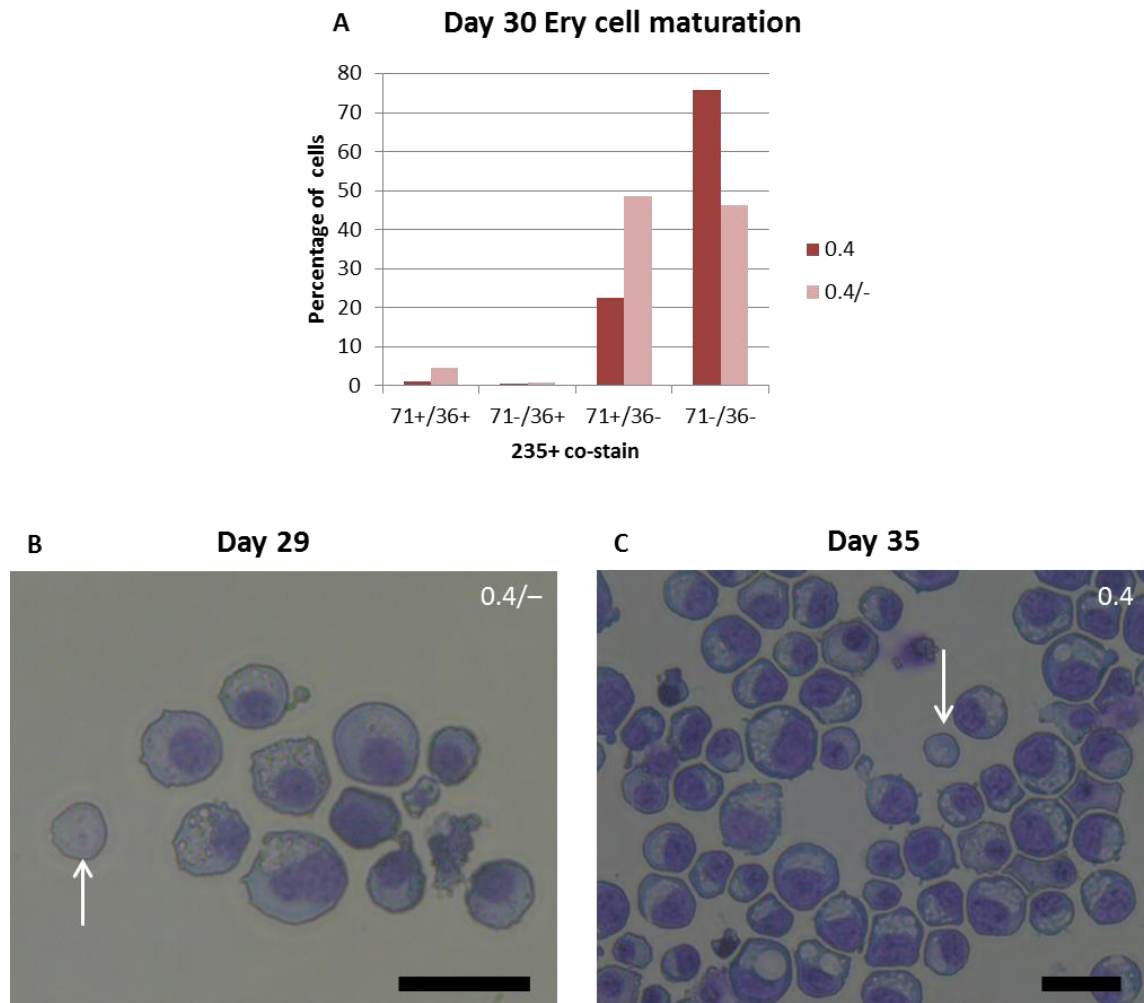 A Day 30 Ery cell maturation
80
70
60
50
40
30
20
10
0
Percentage of cells
71+/36+ 71-/36+ 71+/36- 71-/36-
235+ co-stain
0.4
0.4/-
B Day 29
0.4/–
C Day 35
0.4